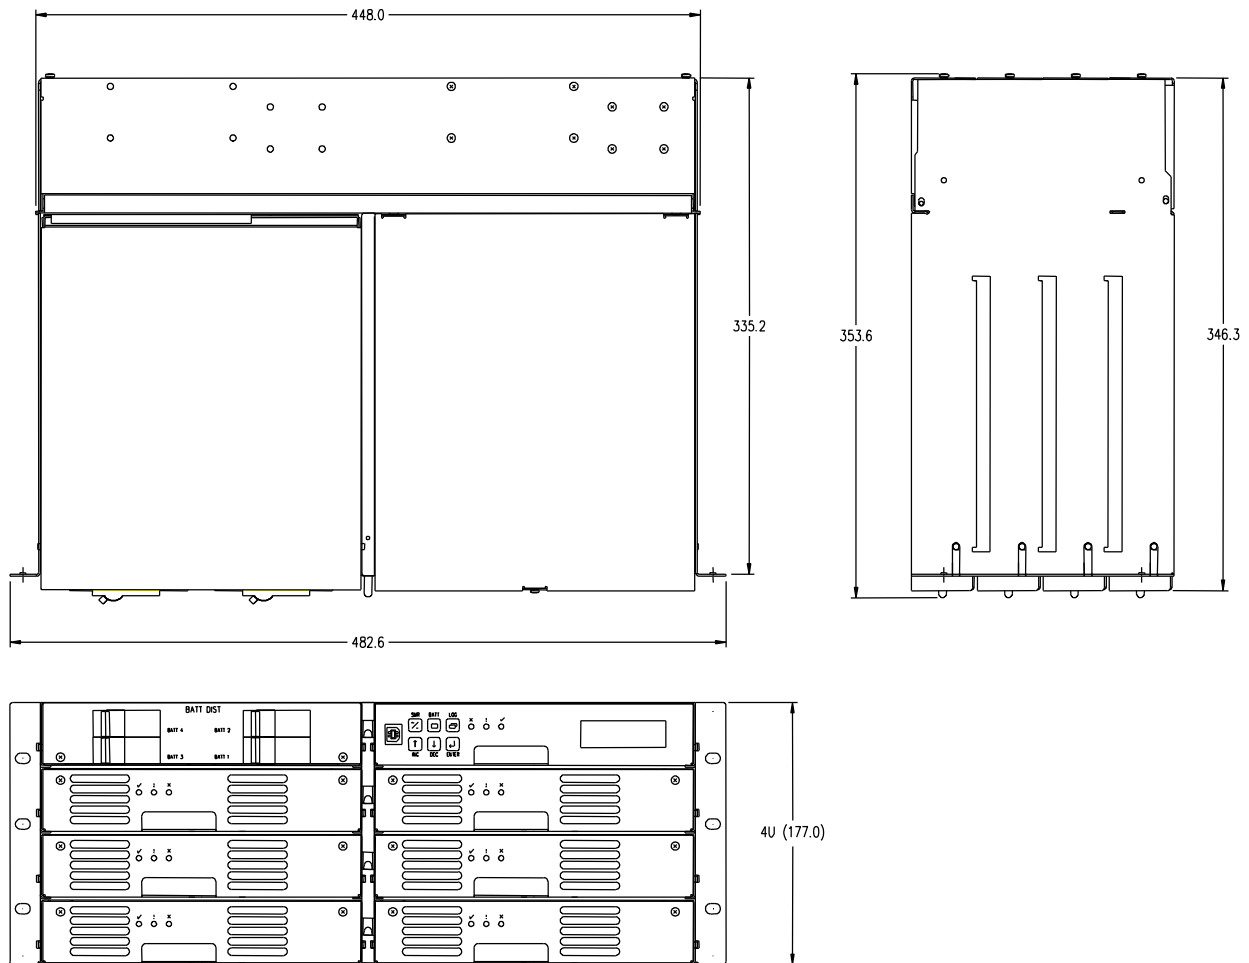 448.0
335.2
353.6
346.3
482.6
BATT DIST
BATT 4 BATT 2
BATT 3 BATT 1
SMR BATT LOG
INC DEC ENTER
4U (177.0)